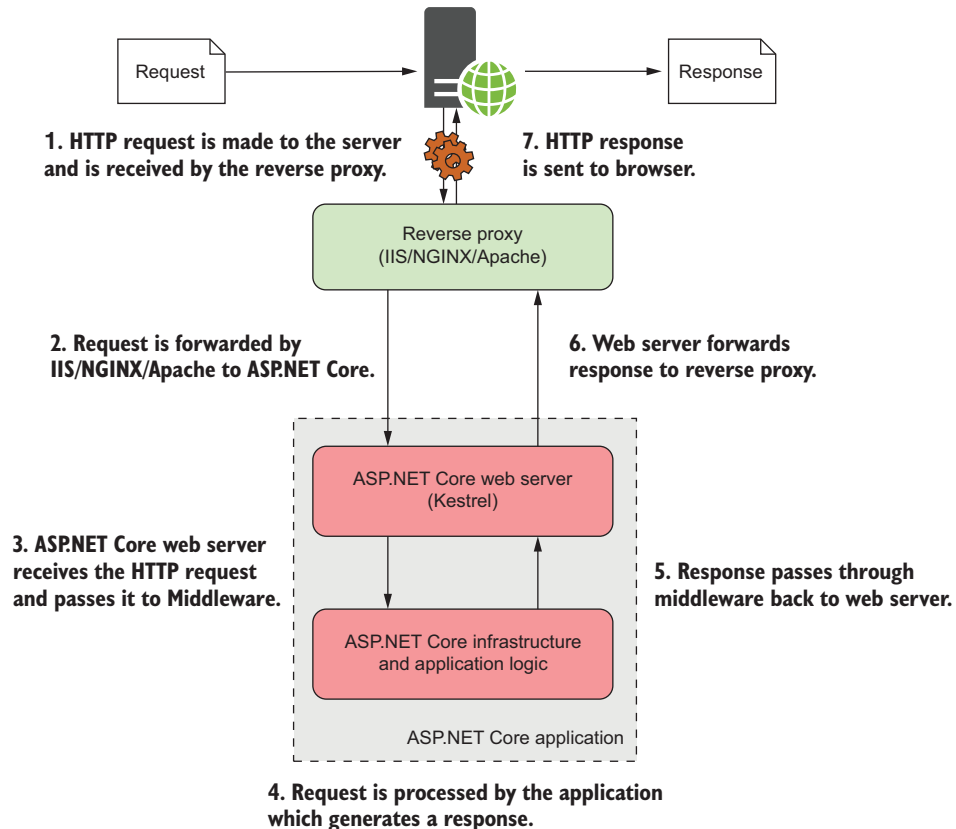 Request
Response
1. HTTP request is made to the server
and is received by the reverse proxy.
7. HTTP response
is sent to browser.
Reverse proxy
(IIS/NGINX/Apache)
2. Request is forwarded by
IIS/NGINX/Apache to ASP.NET Core.
6. Web server forwards
response to reverse proxy.
ASP.NET Core web server
(Kestrel)
3. ASP.NET Core web server
receives the HTTP request
and passes it to Middleware.
5. Response passes through
middleware back to web server.
ASP.NET Core infrastructure
and application logic
ASP.NET Core application
4. Request is processed by the application
which generates a response.